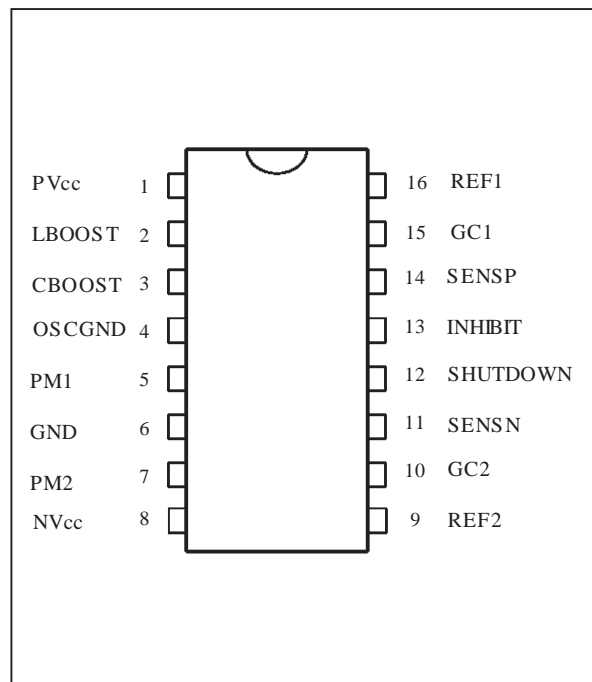 PVcc 1 16 REF1
LBOOST 2 15 GC1
CBOOST 3 14 SENSP
OSCGND 4 13 INHIBIT
PM1 5 12 SHUTDOWN
GND 6 11 SENSN
PM2 7 10 GC2
NVcc 8 9 REF2